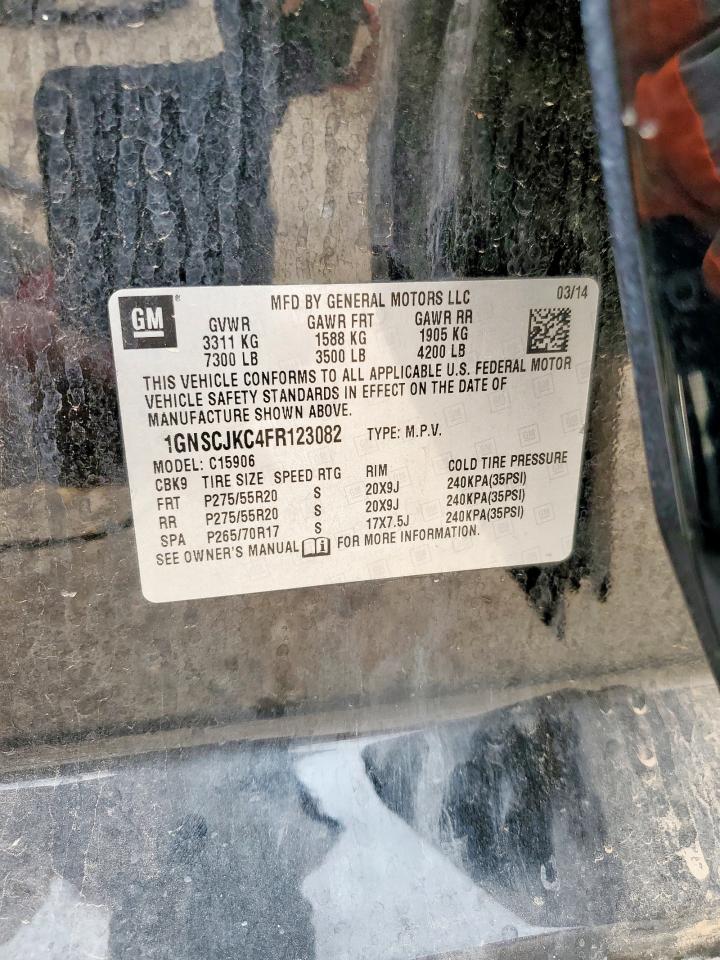 GM ®
MFD BY GENERAL MOTORS LLC 03/14
GVWR GAWR FRT GAWR RR
3311 KG 1588 KG 1905 KG
7300 LB 3500 LB 4200 LB
THIS VEHICLE CONFORMS TO ALL APPLICABLE U.S. FEDERAL MOTOR
VEHICLE SAFETY STANDARDS IN EFFECT ON THE DATE OF
MANUFACTURE SHOWN ABOVE.
1GNSCJKC4FR123082 TYPE: M.P.V.
MODEL: C15906
CBK9 TIRE SIZE SPEED RTG RIM COLD TIRE PRESSURE
FRT P275/55R20 S 20X9J 240KPA(35PSI)
RR P275/55R20 S 20X9J 240KPA(35PSI)
SPA P265/70R17 S 17X7.5J 240KPA(35PSI)
SEE OWNER'S MANUAL FOR MORE INFORMATION.